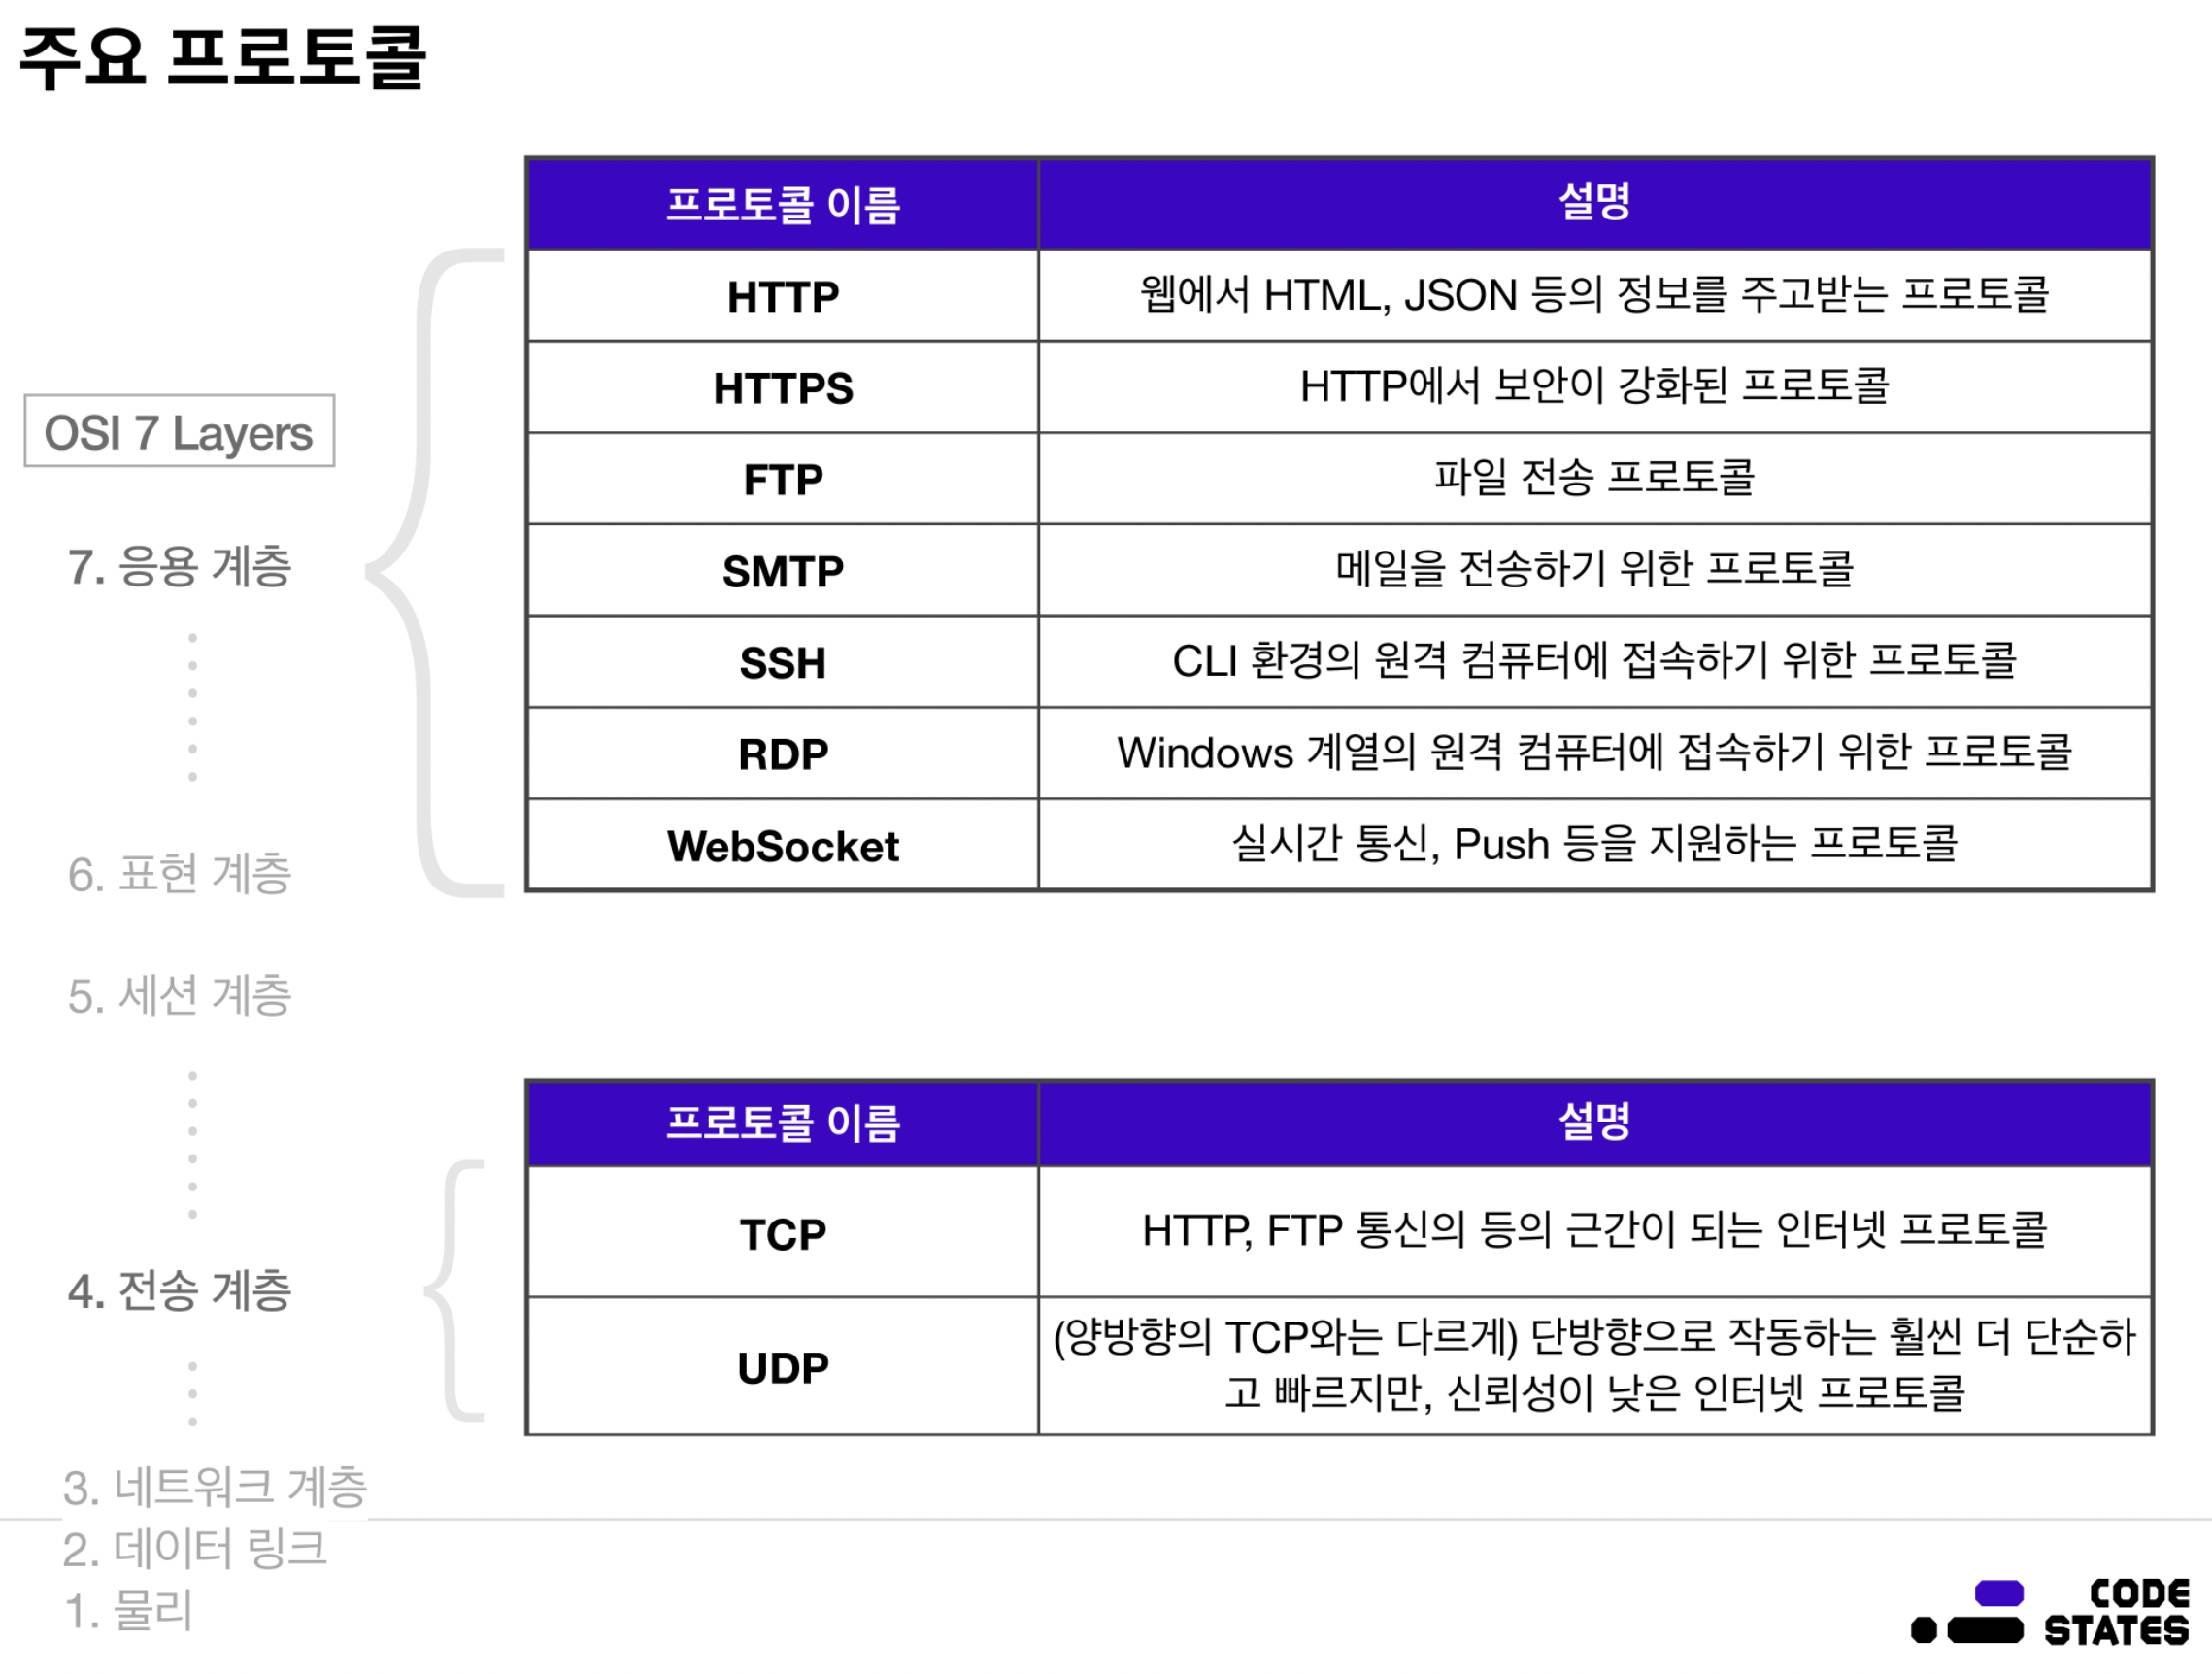 주요 프로토콜
OSI 7 Layers
7. 응용 계층
6. 표현 계층
5. 세션 계층
4. 전송 계층
3. 네트워크 계층
2. 데이터 링크
1. 물리
프로토콜 이름 설명
HTTP 웹에서 HTML, JSON 등의 정보를 주고받는 프로토콜
HTTPS HTTP에서 보안이 강화된 프로토콜
FTP 파일 전송 프로토콜
SMTP 메일을 전송하기 위한 프로토콜
SSH CLI 환경의 원격 컴퓨터에 접속하기 위한 프로토콜
RDP Windows 계열의 원격 컴퓨터에 접속하기 위한 프로토콜
WebSocket 실시간 통신, Push 등을 지원하는 프로토콜
프로토콜 이름 설명
TCP HTTP, FTP 통신의 등의 근간이 되는 인터넷 프로토콜
UDP (양방향의 TCP와는 다르게) 단방향으로 작동하는 훨씬 더 단순하
고 빠르지만, 신뢰성이 낮은 인터넷 프로토콜
CODE
STATES